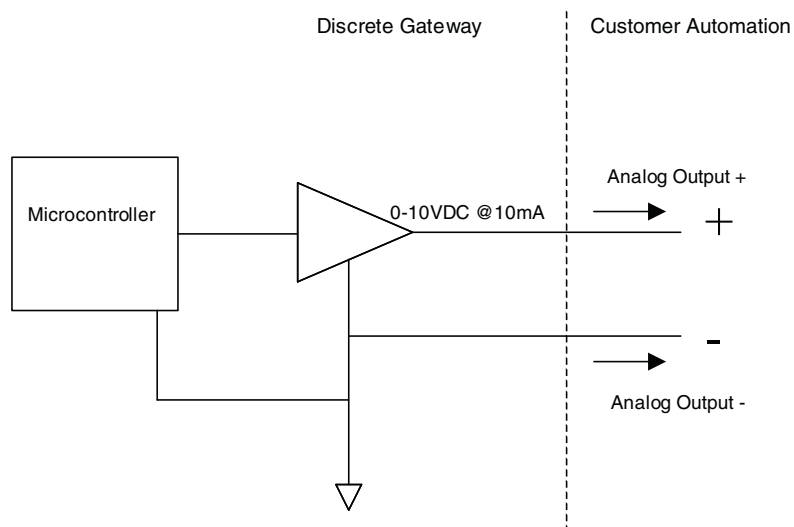 Discrete Gateway
Customer Automation
Microcontroller
0-10VDC @10mA
Analog Output +
+
-
Analog Output -